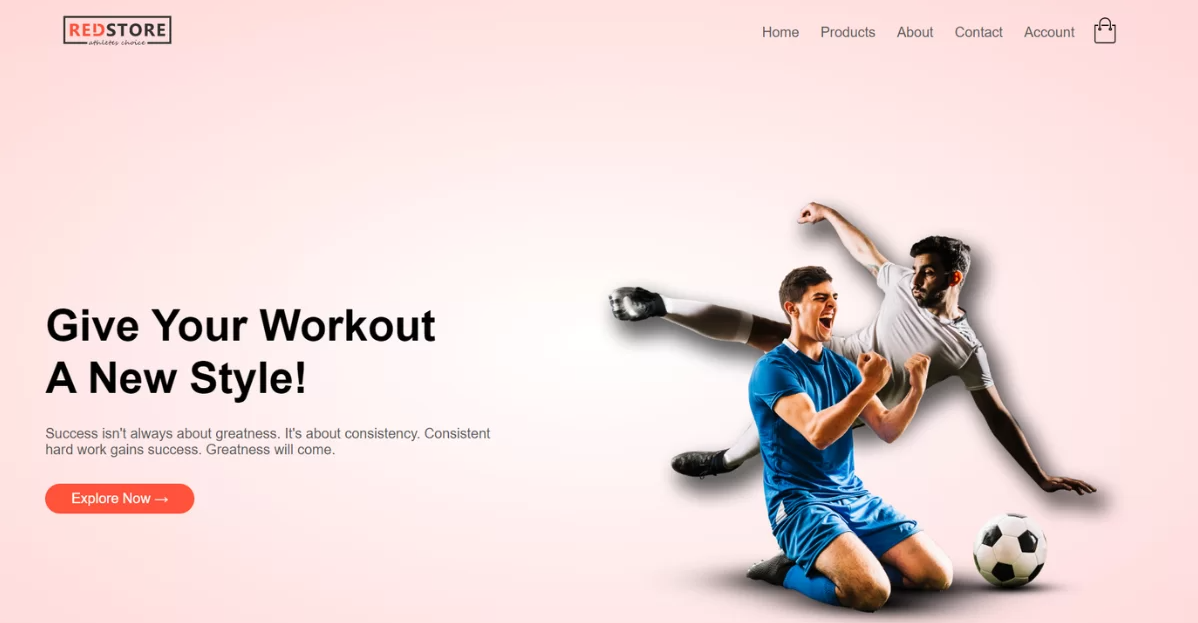 REDSTORE
athletes choice
Home Products About Contact Account
Give Your Workout
A New Style!
Success isn't always about greatness. It's about consistency. Consistent
hard work gains success. Greatness will come.
Explore Now →